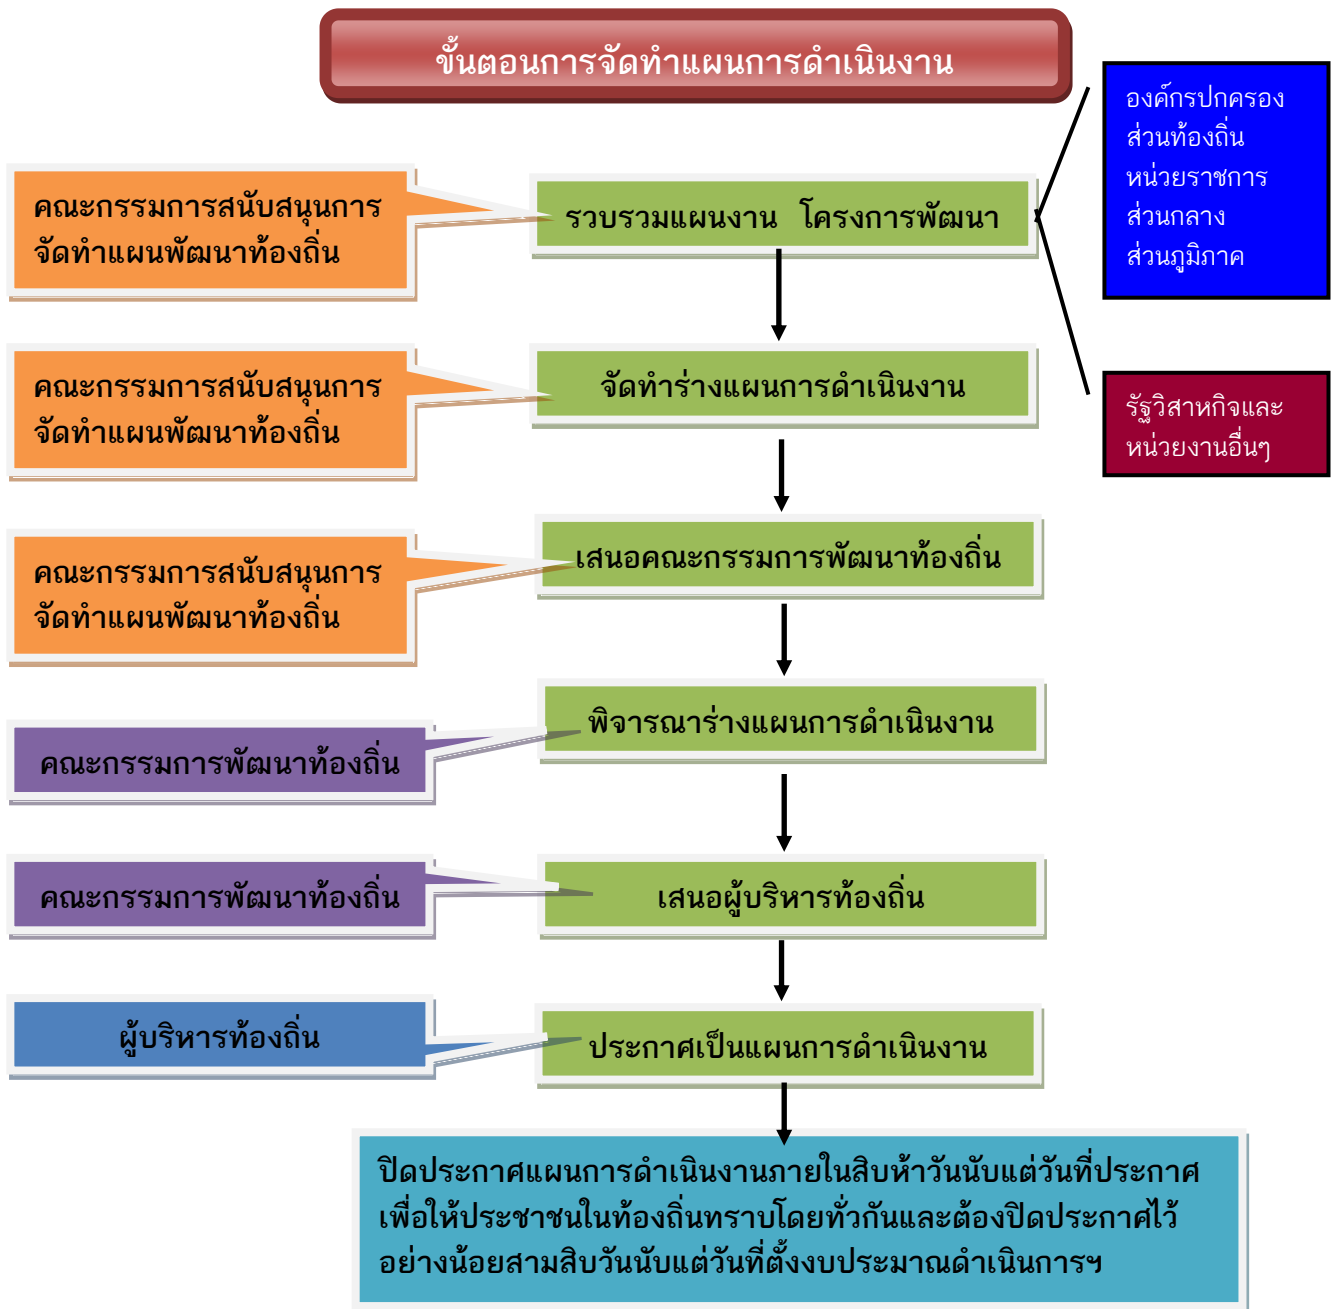 ขั้นตอนการจัดทำแผนการดำเนินงาน
องค์กรปกครอง
ส่วนท้องถิ่น
หน่วยราชการ
ส่วนกลาง
ส่วนภูมิภาค
คณะกรรมการสนับสนุนการ
จัดทำแผนพัฒนาท้องถิ่น
รวบรวมแผนงาน โครงการพัฒนา
คณะกรรมการสนับสนุนการ
จัดทำแผนพัฒนาท้องถิ่น
จัดทำร่างแผนการดำเนินงาน
รัฐวิสาหกิจและ
หน่วยงานอื่นๆ
คณะกรรมการสนับสนุนการ
จัดทำแผนพัฒนาท้องถิ่น
เสนอคณะกรรมการพัฒนาท้องถิ่น
คณะกรรมการพัฒนาท้องถิ่น
พิจารณาร่างแผนการดำเนินงาน
คณะกรรมการพัฒนาท้องถิ่น
เสนอผู้บริหารท้องถิ่น
ผู้บริหารท้องถิ่น
ประกาศเป็นแผนการดำเนินงาน
ปิดประกาศแผนการดำเนินงานภายในสิบห้าวันนับแต่วันที่ประกาศ
เพื่อให้ประชาชนในท้องถิ่นทราบโดยทั่วกันและต้องปิดประกาศไว้
อย่างน้อยสามสิบวันนับแต่วันที่ตั้งงบประมาณดำเนินการฯ